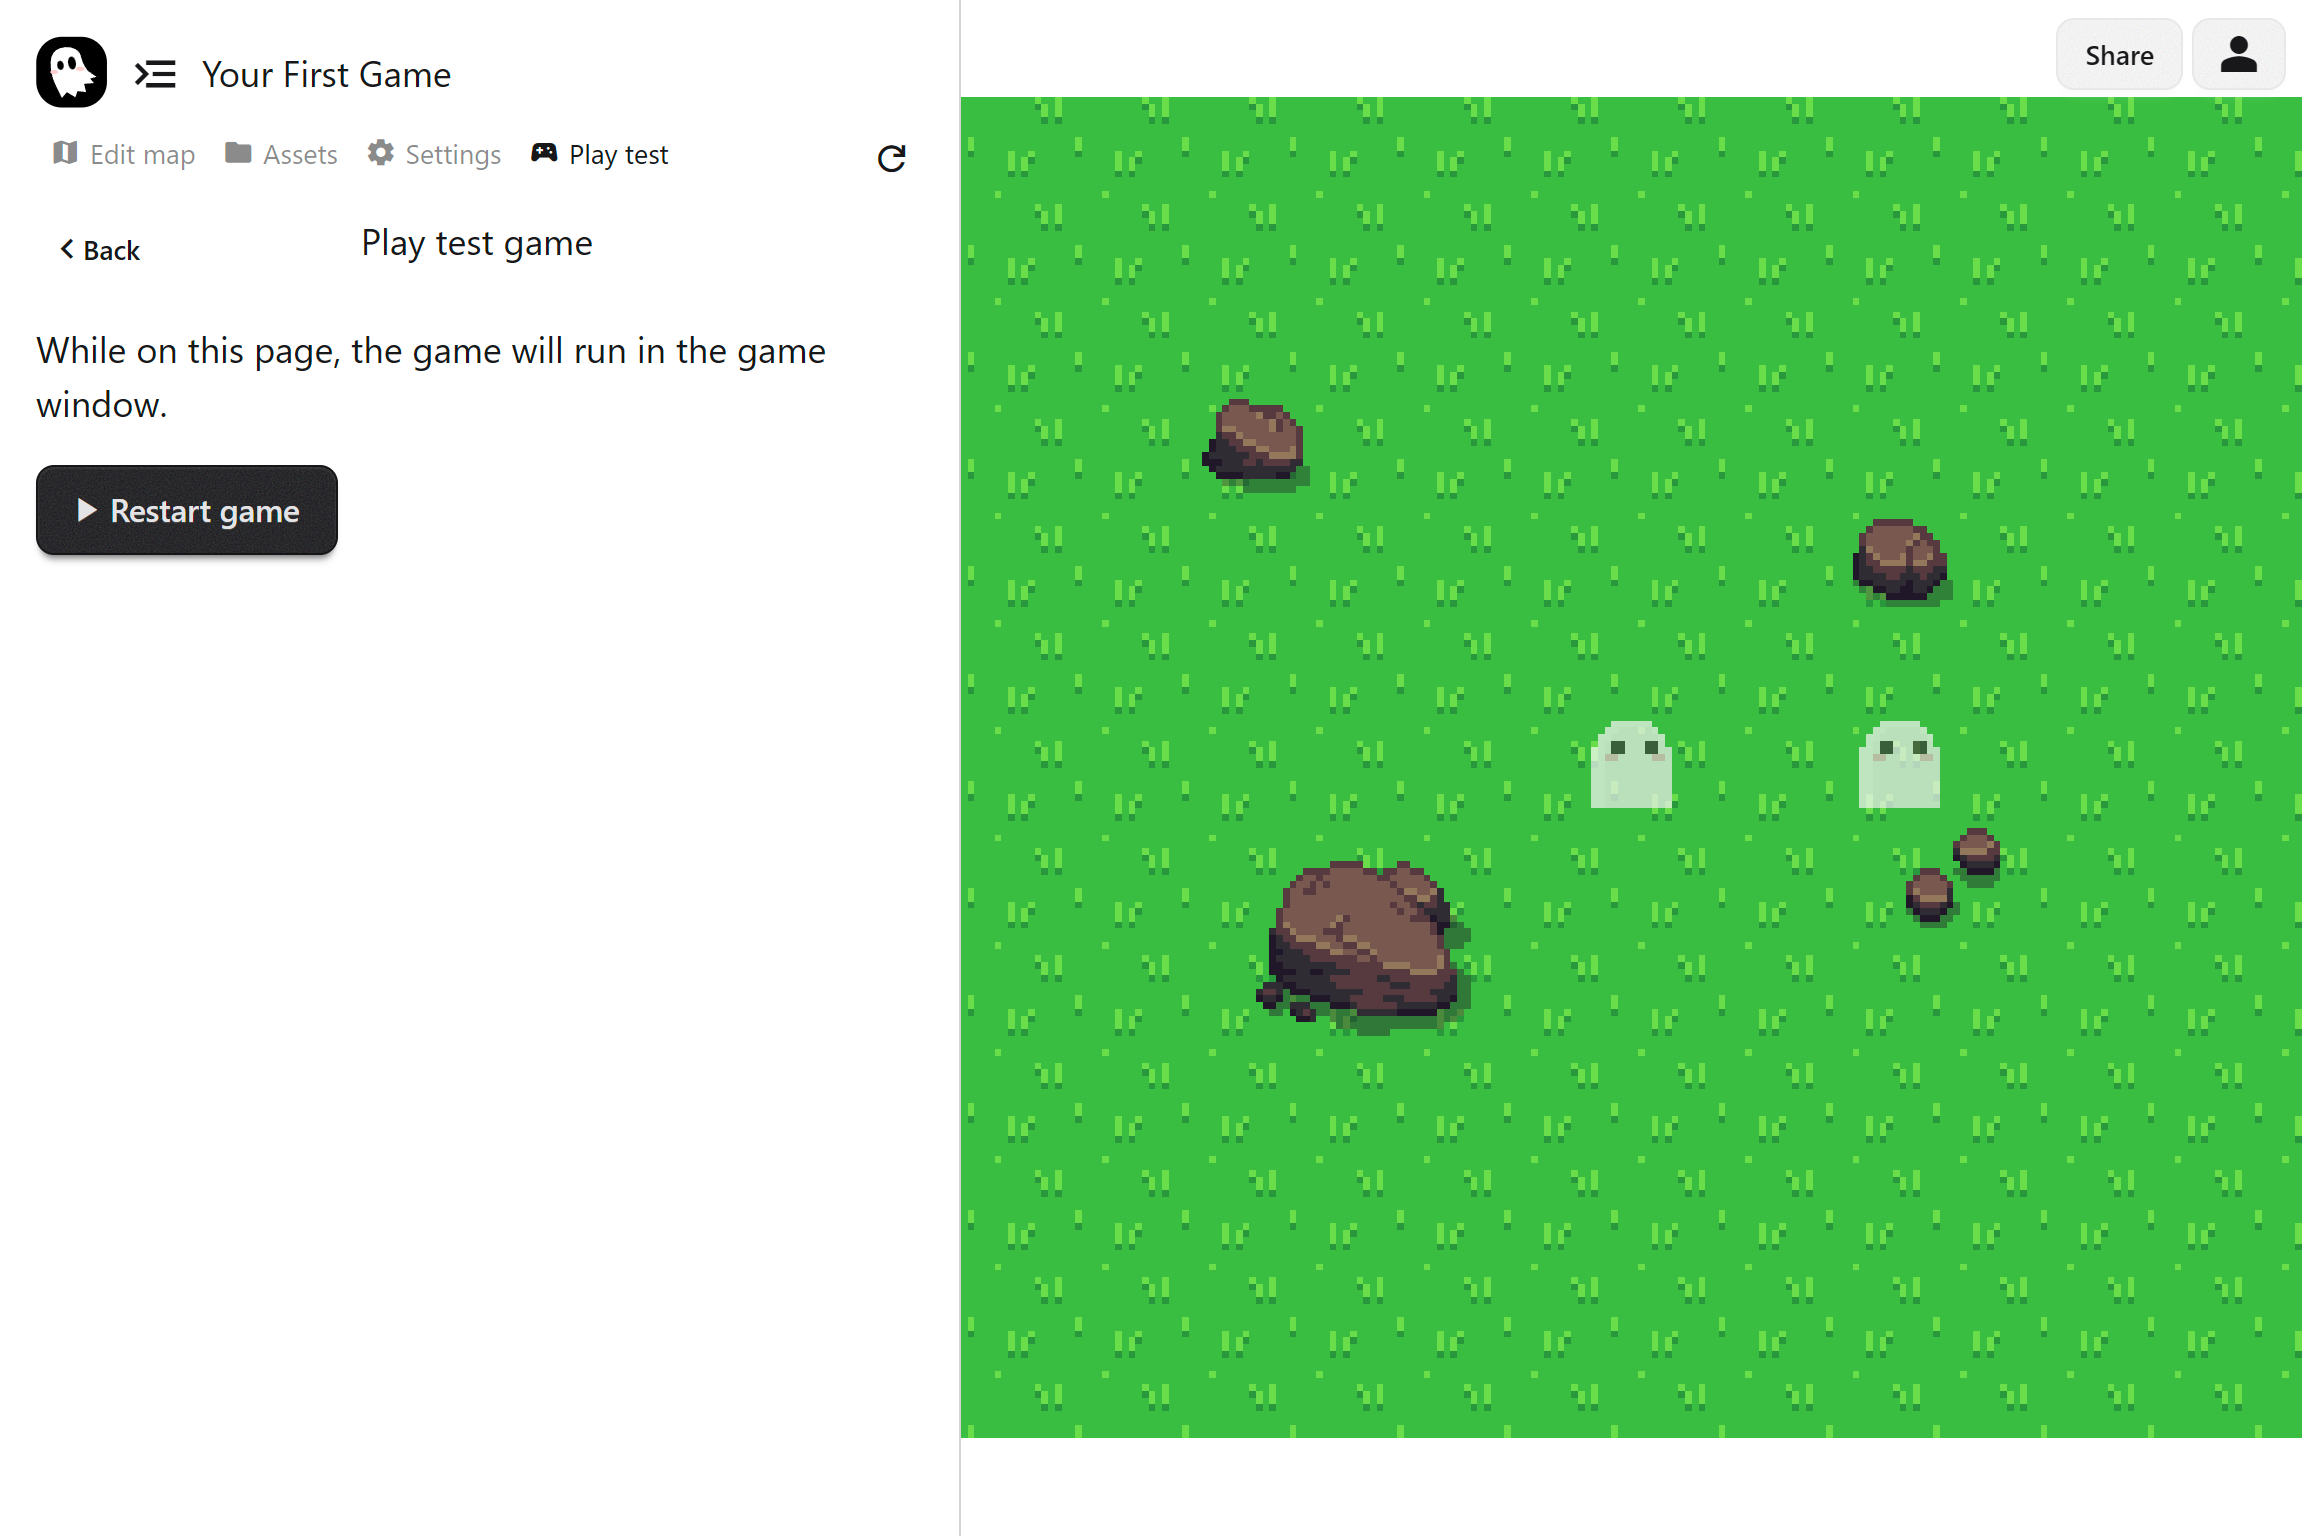 Your First Game
Share
Edit map
Assets
Settings
Play test
Back
Play test game
While on this page, the game will run in the game
window.
Restart game